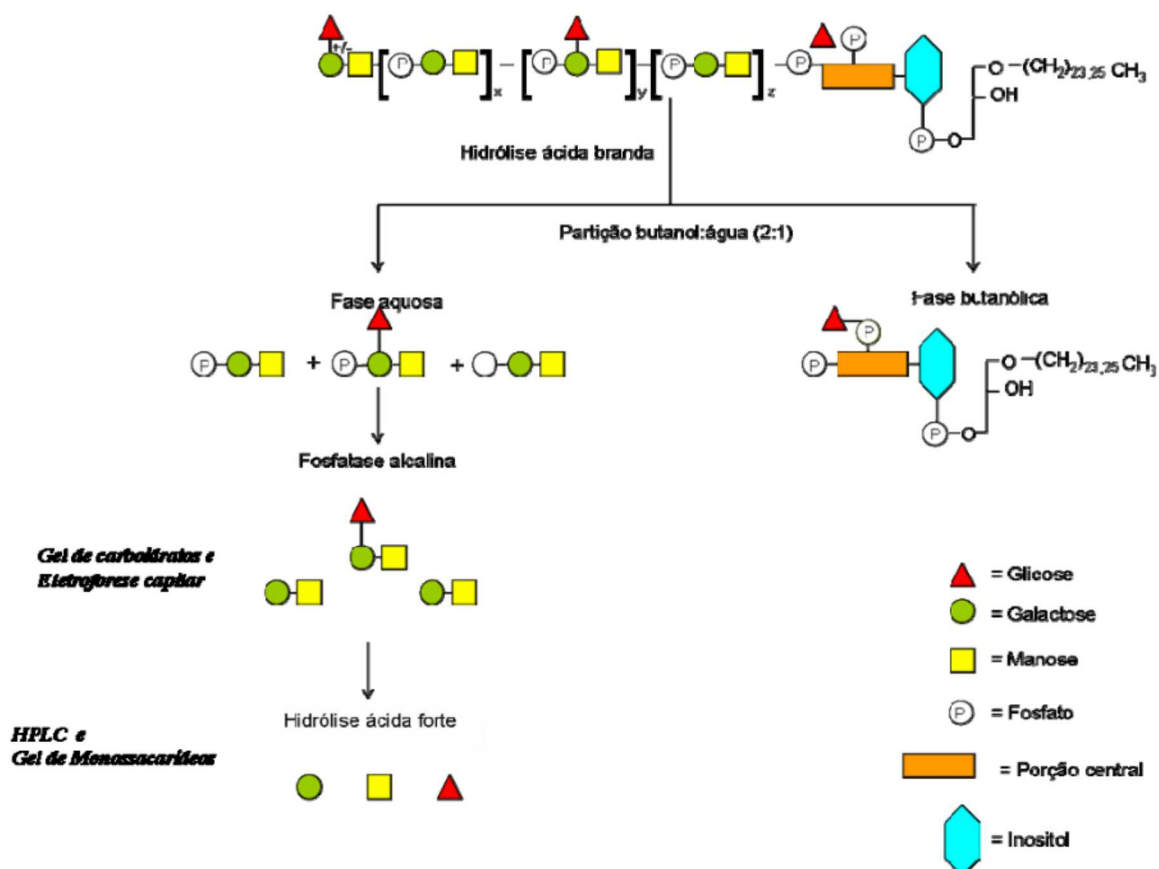 +/-
P
x
P
y
P
z
P
P
P
O
O-(CH2)23,25 CH3
OH
Hidrólise ácida branda
Partição butanol:água (2:1)
Fase aquosa
Fase butanólica
P
+
P
+
P
P
P
O
O-(CH2)23,25 CH3
OH
Fosfatase alcalina
Gel de carboidratos e
Eletroforese capilar
= Glicose
= Galactose
= Manose
Hidrólise ácida forte
HPLC e
Gel de Monossacarídeos
P = Fosfato
= Porção central
= Inositol